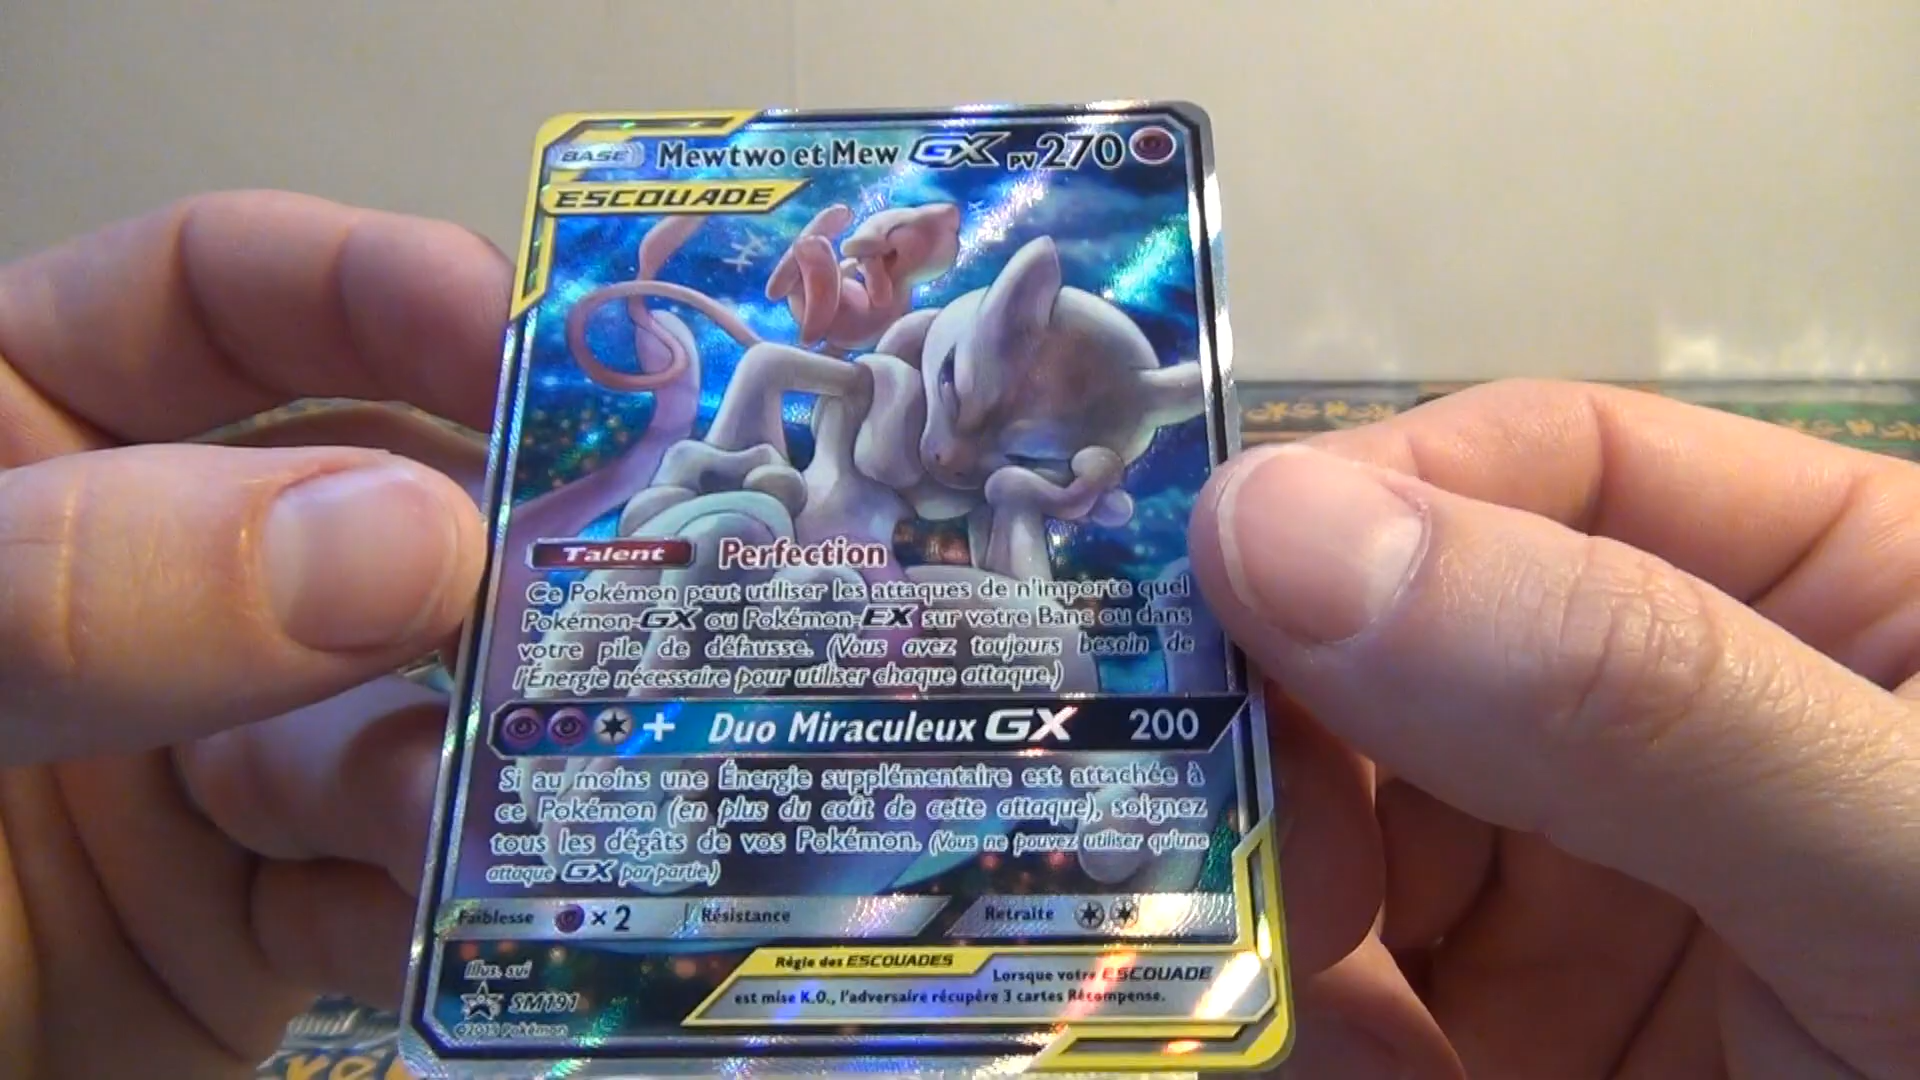 BASE Mewtwo et Mew GX PV 270
ESCOUADE
Talent Perfection
Ce Pokémon peut utiliser les attaques de n'importe quel
Pokémon-GX ou Pokémon-EX sur votre Banc ou dans
votre pile de défausse. (Vous avez toujours besoin de
l'Énergie nécessaire pour utiliser chaque attaque.)
+ Duo Miraculeux GX 200
Si au moins une Énergie supplémentaire est attachée à
ce Pokémon (en plus du coût de cette attaque), soignez
tous les dégâts de vos Pokémon. (Vous ne pouvez utiliser qu'une
attaque GX par partie.)
Faiblesse × 2 Résistance Retraite
Règle des ESCOUADES Lorsque votre ESCOUADE
est mise K.O., l'adversaire récupère 3 cartes Récompense.
Illus. sui
SM191
Pokémon